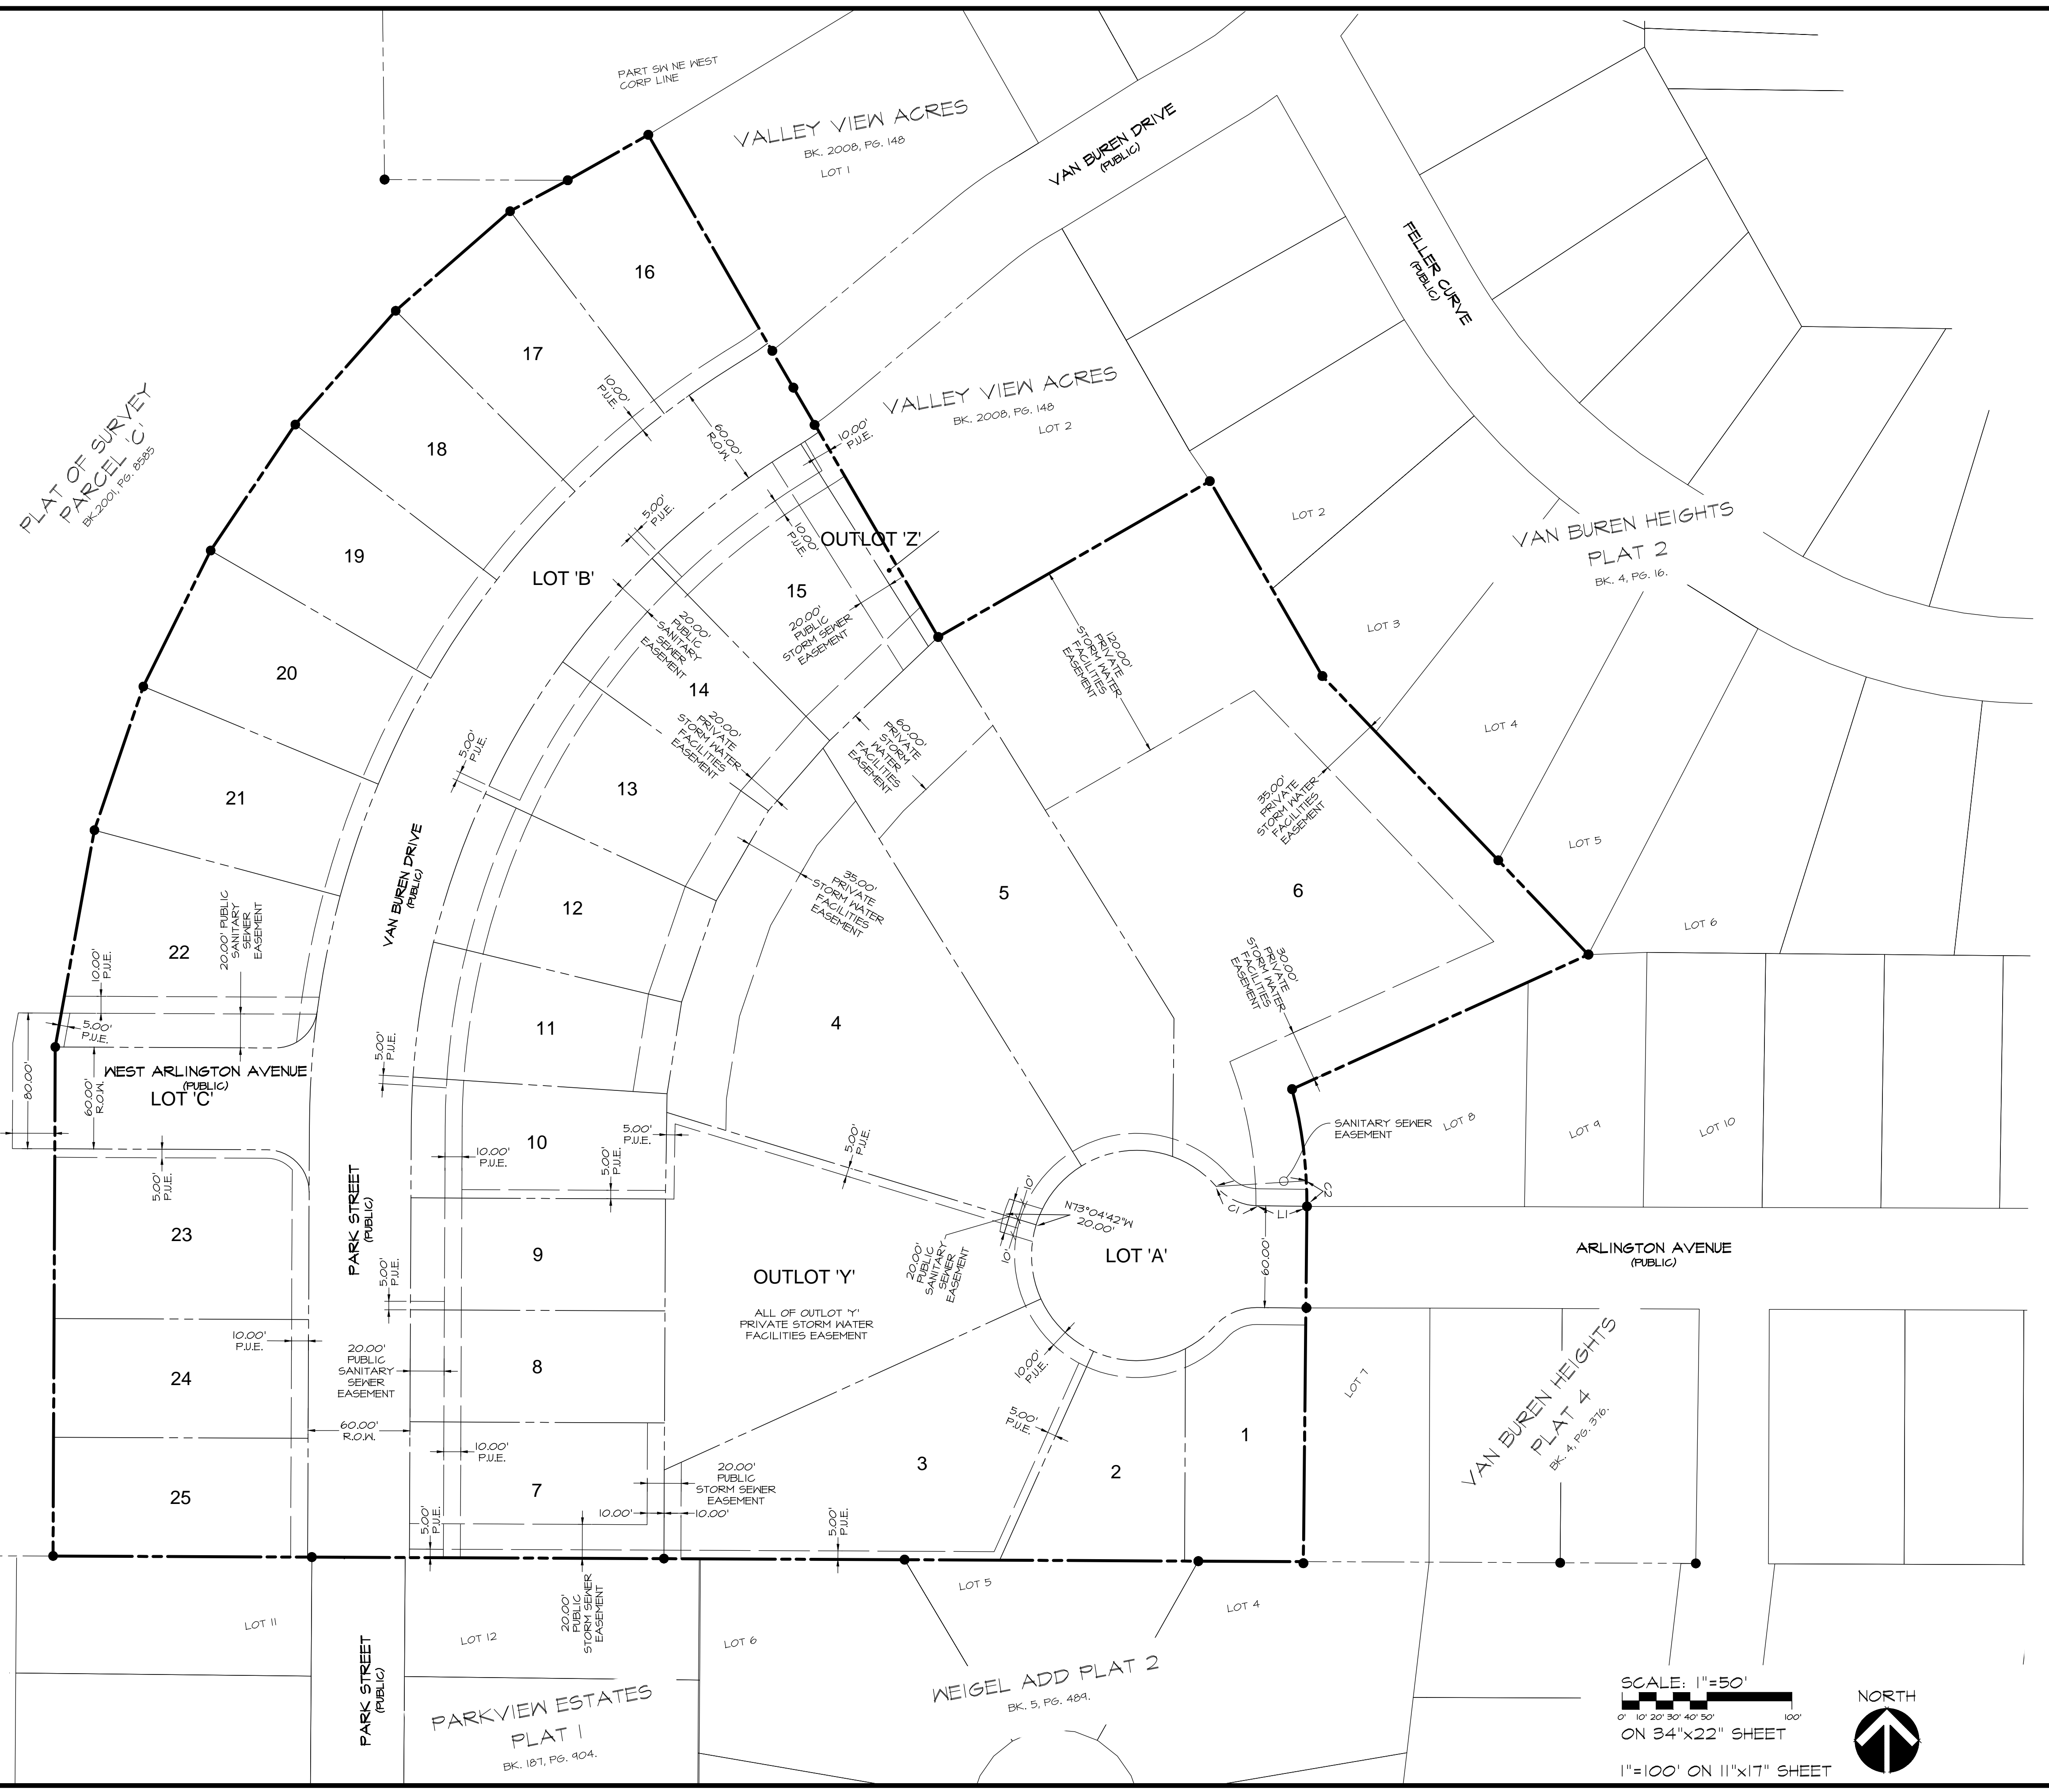 PART SW NE WEST
CORP LINE
VALLEY VIEW ACRES
BK. 2008, PG. 148
LOT 1
VAN BUREN DRIVE
(PUBLIC)
FELLER CURVE
(PUBLIC)
16
17
10.00'
P.U.E.
60.00'
R.O.W.
18
PLAT OF SURVEY
PARCEL 'C'
BK.2001, PG. 8585
VALLEY VIEW ACRES
BK. 2008, PG. 148
LOT 2
10.00'
P.U.E.
5.00'
P.U.E.
10.00'
P.U.E.
OUTLOT 'Z'
LOT 2
VAN BUREN HEIGHTS
PLAT 2
BK. 4, PG. 16.
19
LOT 'B'
15
20.00'
PUBLIC
STORM SEWER
EASEMENT
20.00'
PUBLIC
SANITARY
SEWER
EASEMENT
120.00'
PRIVATE
STORM WATER
FACILITIES
EASEMENT
LOT 3
20
14
20.00'
PRIVATE
STORM WATER
FACILITIES
EASEMENT
60.00'
PRIVATE
STORM
WATER
FACILITIES
EASEMENT
LOT 4
5.00'
P.U.E.
21
13
35.00'
PRIVATE
STORM WATER
FACILITIES
EASEMENT
LOT 5
VAN BUREN DRIVE
(PUBLIC)
12
35.00'
PRIVATE
STORM WATER
FACILITIES
EASEMENT
5
6
LOT 6
22
10.00'
P.U.E.
20.00' PUBLIC
SANITARY
SEWER
EASEMENT
30.00'
PRIVATE
STORM WATER
FACILITIES
EASEMENT
5.00'
P.U.E.
11
4
5.00'
P.U.E.
WEST ARLINGTON AVENUE
(PUBLIC)
LOT 'C'
80.00'
60.00'
R.O.W.
10
5.00'
P.U.E.
5.00'
P.U.E.
SANITARY SEWER
EASEMENT
LOT 8
LOT 9
LOT 10
10.00'
P.U.E.
5.00'
P.U.E.
5.00'
P.U.E.
10'
N73°04'42"W
20.00'
10'
C1
L1
C2
PARK STREET
(PUBLIC)
23
9
5.00'
P.U.E.
OUTLOT 'Y'
ALL OF OUTLOT 'Y'
PRIVATE STORM WATER
FACILITIES EASEMENT
20.00'
PUBLIC
SANITARY
SEWER
EASEMENT
LOT 'A'
60.00'
ARLINGTON AVENUE
(PUBLIC)
10.00'
P.U.E.
24
20.00'
PUBLIC
SANITARY
SEWER
EASEMENT
8
10.00'
P.U.E.
LOT 7
VAN BUREN HEIGHTS
PLAT 4
BK. 4, PG. 376.
60.00'
R.O.W.
5.00'
P.U.E.
1
10.00'
P.U.E.
3
2
25
7
20.00'
PUBLIC
STORM SEWER
EASEMENT
10.00'
10.00'
5.00'
P.U.E.
5.00'
P.U.E.
20.00'
PUBLIC
STORM SEWER
EASEMENT
LOT 11
LOT 12
LOT 6
LOT 5
LOT 4
PARK STREET
(PUBLIC)
PARKVIEW ESTATES
PLAT 1
BK. 187, PG. 904.
WEIGEL ADD PLAT 2
BK. 5, PG. 489.
SCALE: 1"=50'
0' 10' 20' 30' 40' 50' 100'
ON 34"x22" SHEET
1"=100' ON 11"x17" SHEET
NORTH